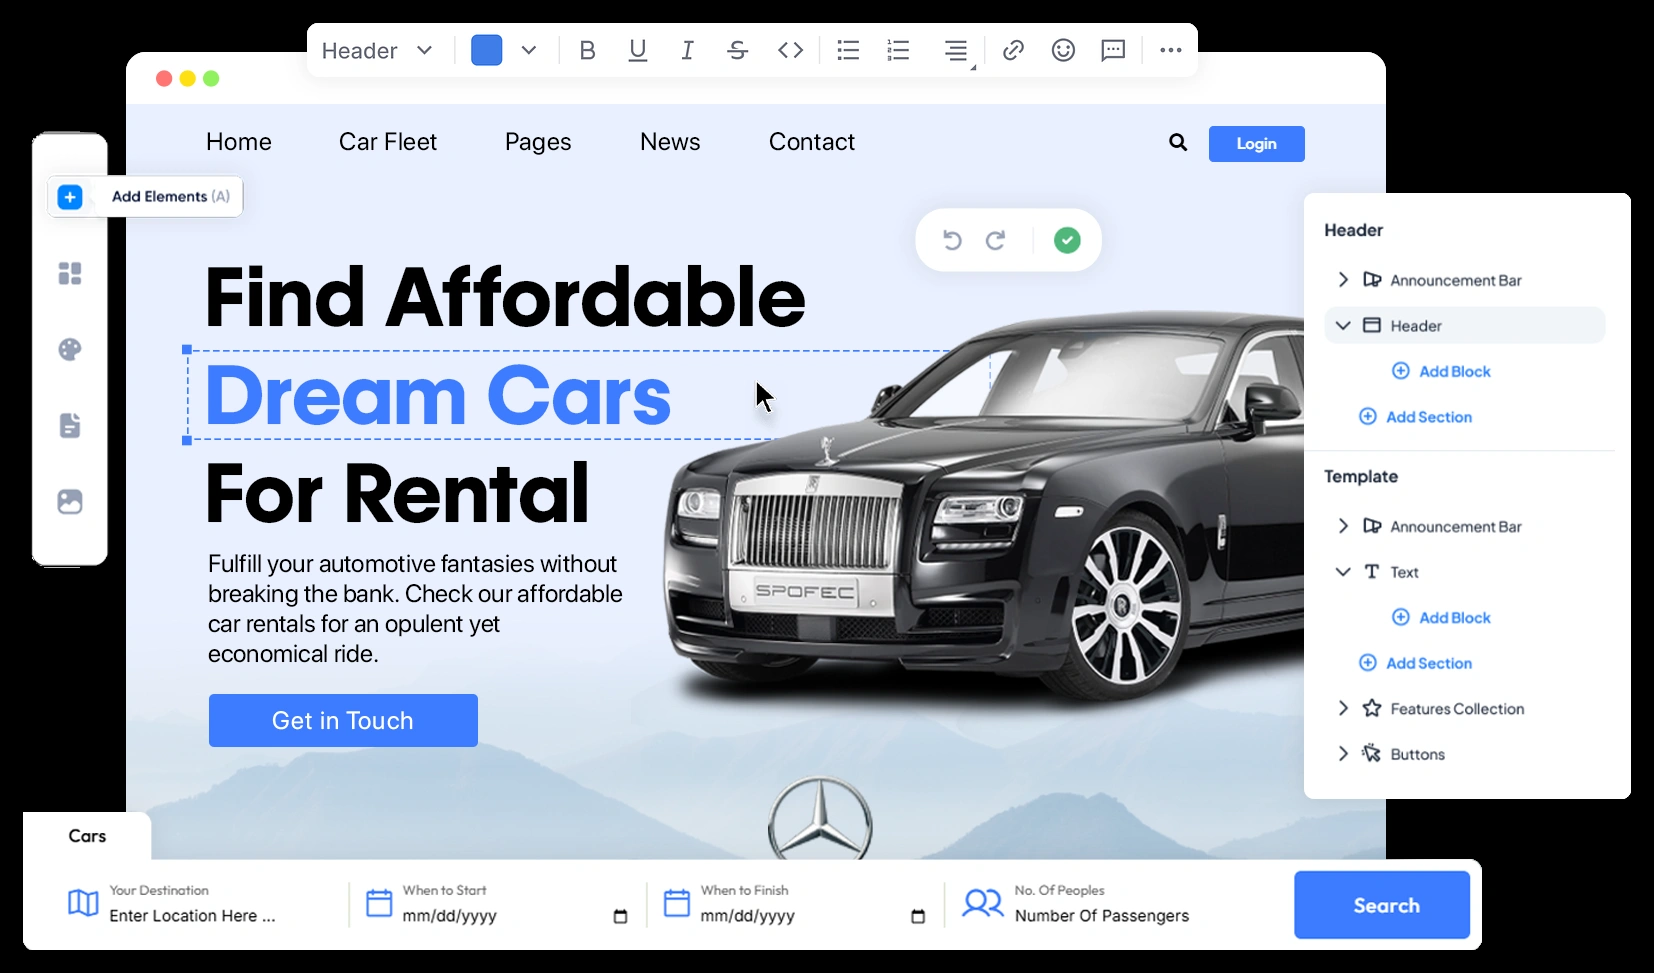 Header
B U I S
Home Car Fleet Pages News Contact
Login
Add Elements (A)
Find Affordable
Dream Cars
For Rental
Fulfill your automotive fantasies without
breaking the bank. Check our affordable
car rentals for an opulent yet
economical ride.
Get in Touch
SPOFEC
Header
Announcement Bar
Header
Add Block
Add Section
Template
Announcement Bar
Text
Add Block
Add Section
Features Collection
Buttons
Cars
Your Destination
Enter Location Here ...
When to Start
mm/dd/yyyy
When to Finish
mm/dd/yyyy
No. Of Peoples
Number Of Passengers
Search